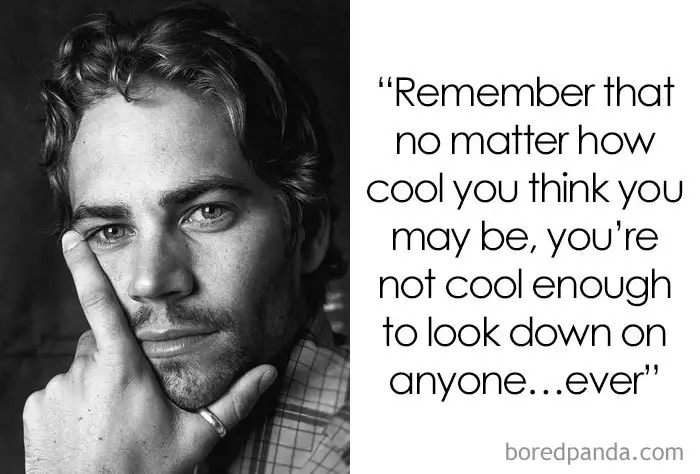 “Remember that
no matter how
cool you think you
may be, you’re
not cool enough
to look down on
anyone…ever”
boredpanda.com